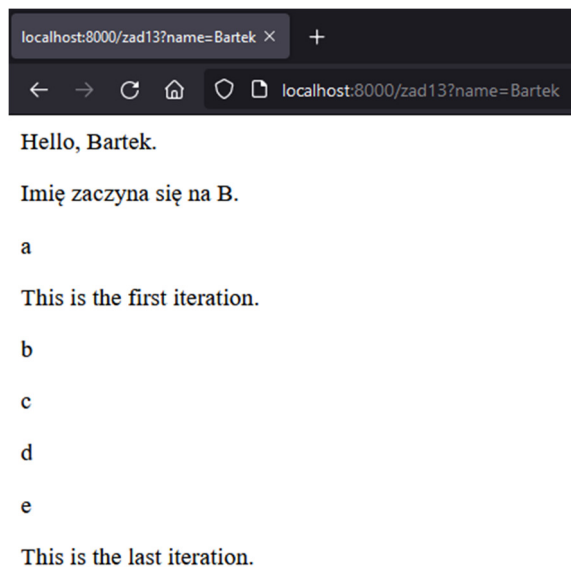 localhost:8000/zad13?name=Bartek
localhost:8000/zad13?name=Bartek
Hello, Bartek.
Imię zaczyna się na B.
a
This is the first iteration.
b
c
d
e
This is the last iteration.